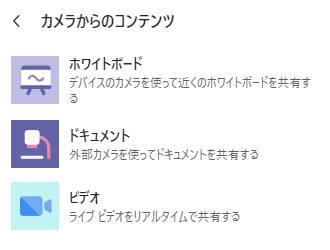 カメラからのコンテンツ
ホワイトボード
デバイスのカメラを使って近くのホワイトボードを共有す
る
ドキュメント
外部カメラを使ってドキュメントを共有する
ビデオ
ライブ ビデオをリアルタイムで共有する